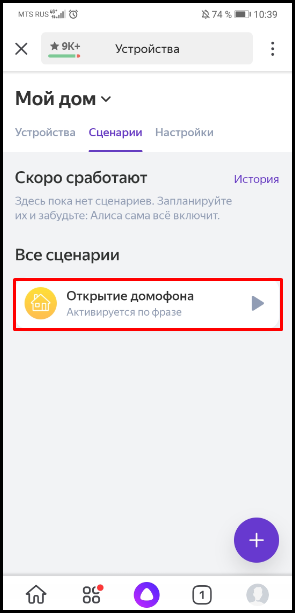 MTS RUS 74 % 10:39
9K+ Устройства
Мой дом
Устройства Сценарии Настройки
Скоро сработают История
Здесь пока нет сценариев. Запланируйте
их и забудьте: Алиса сама всё включит.
Все сценарии
Открытие домофона
Активируется по фразе
1